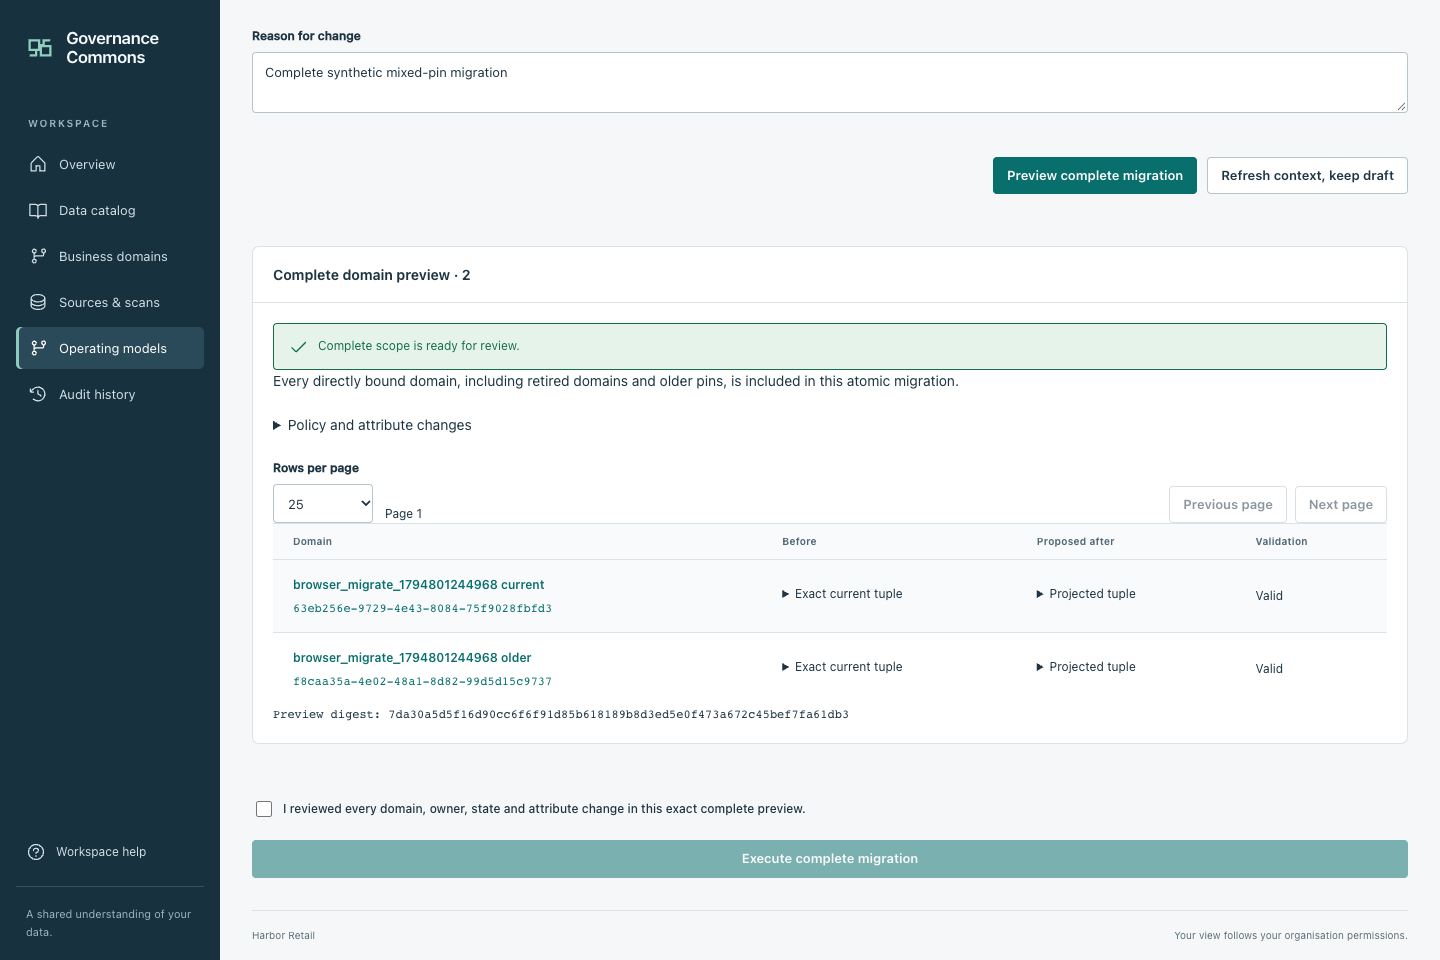 Governance
Commons
WORKSPACE
Overview
Data catalog
Business domains
Sources & scans
Operating models
Audit history
Workspace help
A shared understanding of your
data.
Reason for change
Complete synthetic mixed-pin migration
Preview complete migration
Refresh context, keep draft
Complete domain preview · 2
Complete scope is ready for review.
Every directly bound domain, including retired domains and older pins, is included in this atomic migration.
Policy and attribute changes
Rows per page
25
Page 1
Previous page
Next page
Domain Before Proposed after Validation
browser_migrate_1794801244968 current
63eb256e-9729-4e43-8084-75f9028fbfd3
Exact current tuple
Projected tuple
Valid
browser_migrate_1794801244968 older
f8caa35a-4e02-48a1-8d82-99d5d15c9737
Exact current tuple
Projected tuple
Valid
Preview digest: 7da30a5d5f16d90cc6f6f91d85b618189b8d3ed5e0f473a672c45bef7fa61db3
I reviewed every domain, owner, state and attribute change in this exact complete preview.
Execute complete migration
Harbor Retail
Your view follows your organisation permissions.